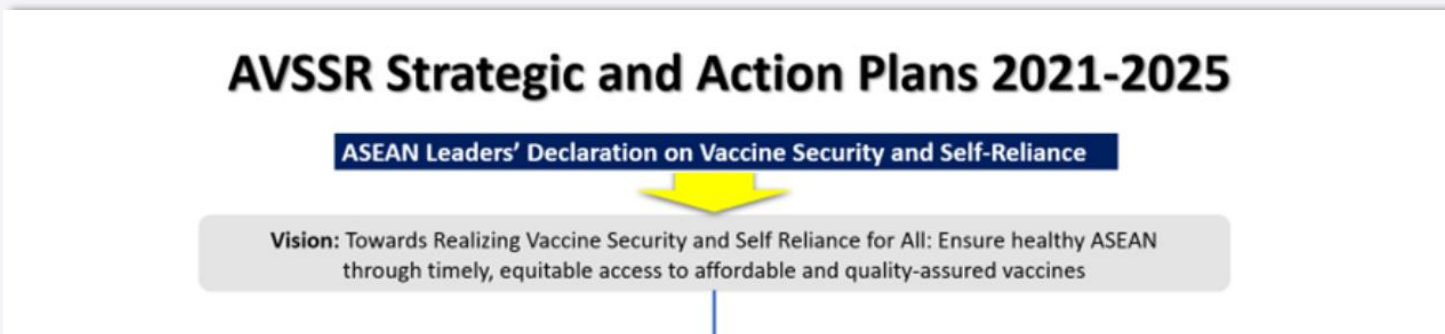 AVSSR Strategic and Action Plans 2021-2025
ASEAN Leaders' Declaration on Vaccine Security and Self-Reliance
Vision: Towards Realizing Vaccine Security and Self Reliance for All: Ensure healthy ASEAN
through timely, equitable access to affordable and quality-assured vaccines